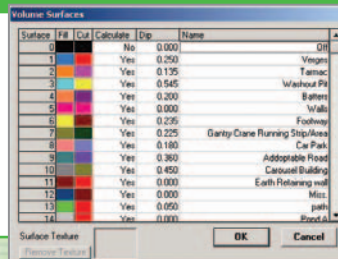 Volume Surfaces
Surface Fill Cut Calculate Dip Name
0 No 0.000 Off
1 Yes 0.250 Verges
2 Yes 0.135 Tarmac
3 Yes 0.545 Washout Pit
4 Yes 0.200 Batters
5 Yes 0.000 Walls
6 Yes 0.235 Footway
7 Yes 0.225 Gantry Crane Running Strip/Area
8 Yes 0.180 Car Park
9 Yes 0.360 Addoptable Road
10 Yes 0.450 Carousel Building
11 Yes 0.000 Earth Retaining wall
12 Yes 0.000 Misc.
13 Yes 0.050 path
14 Yes 0.000 Pond A
Surface Texture
Remove Texture
OK Cancel